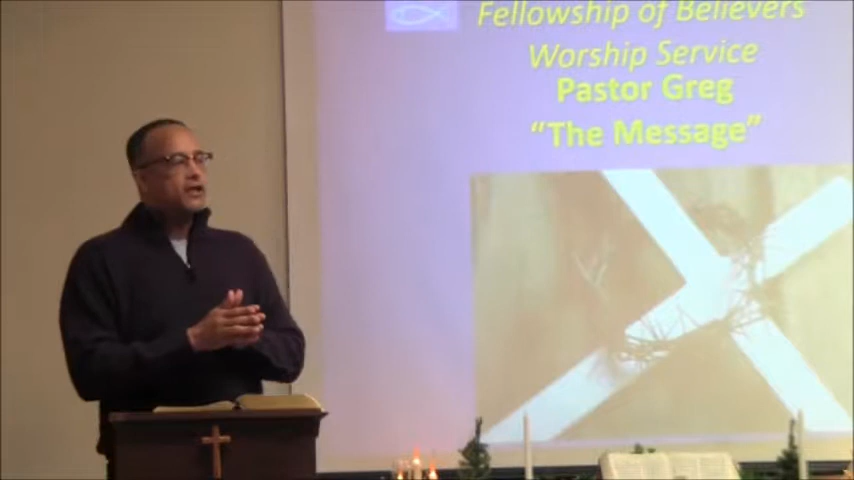 Fellowship of Believers
Worship Service
Pastor Greg
“The Message”